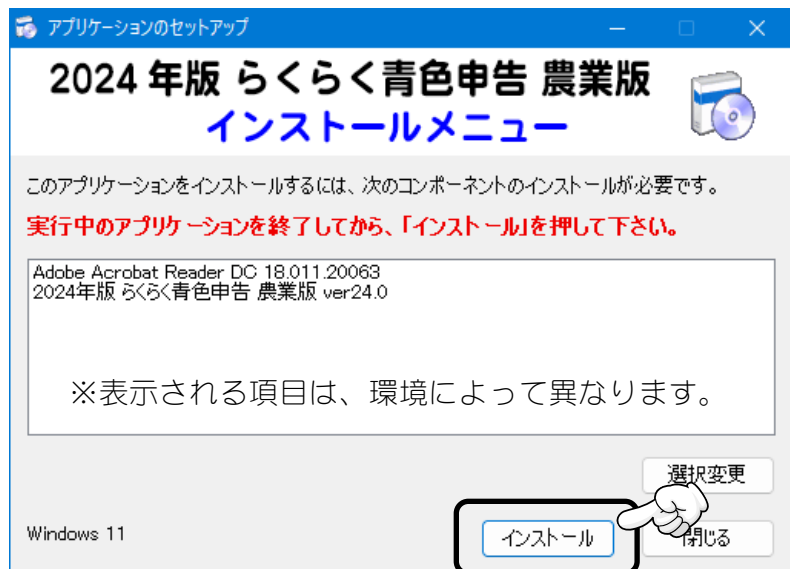 アプリケーションのセットアップ
2024 年版 らくらく青色申告 農業版
インストールメニュー
このアプリケーションをインストールするには、次のコンポーネントのインストールが必要です。
実行中のアプリケーションを終了してから、「インストール」を押して下さい。
Adobe Acrobat Reader DC 18.011.20063
2024年版 らくらく青色申告 農業版 ver24.0
※表示される項目は、環境によって異なります。
選択変更
Windows 11
インストール
閉じる